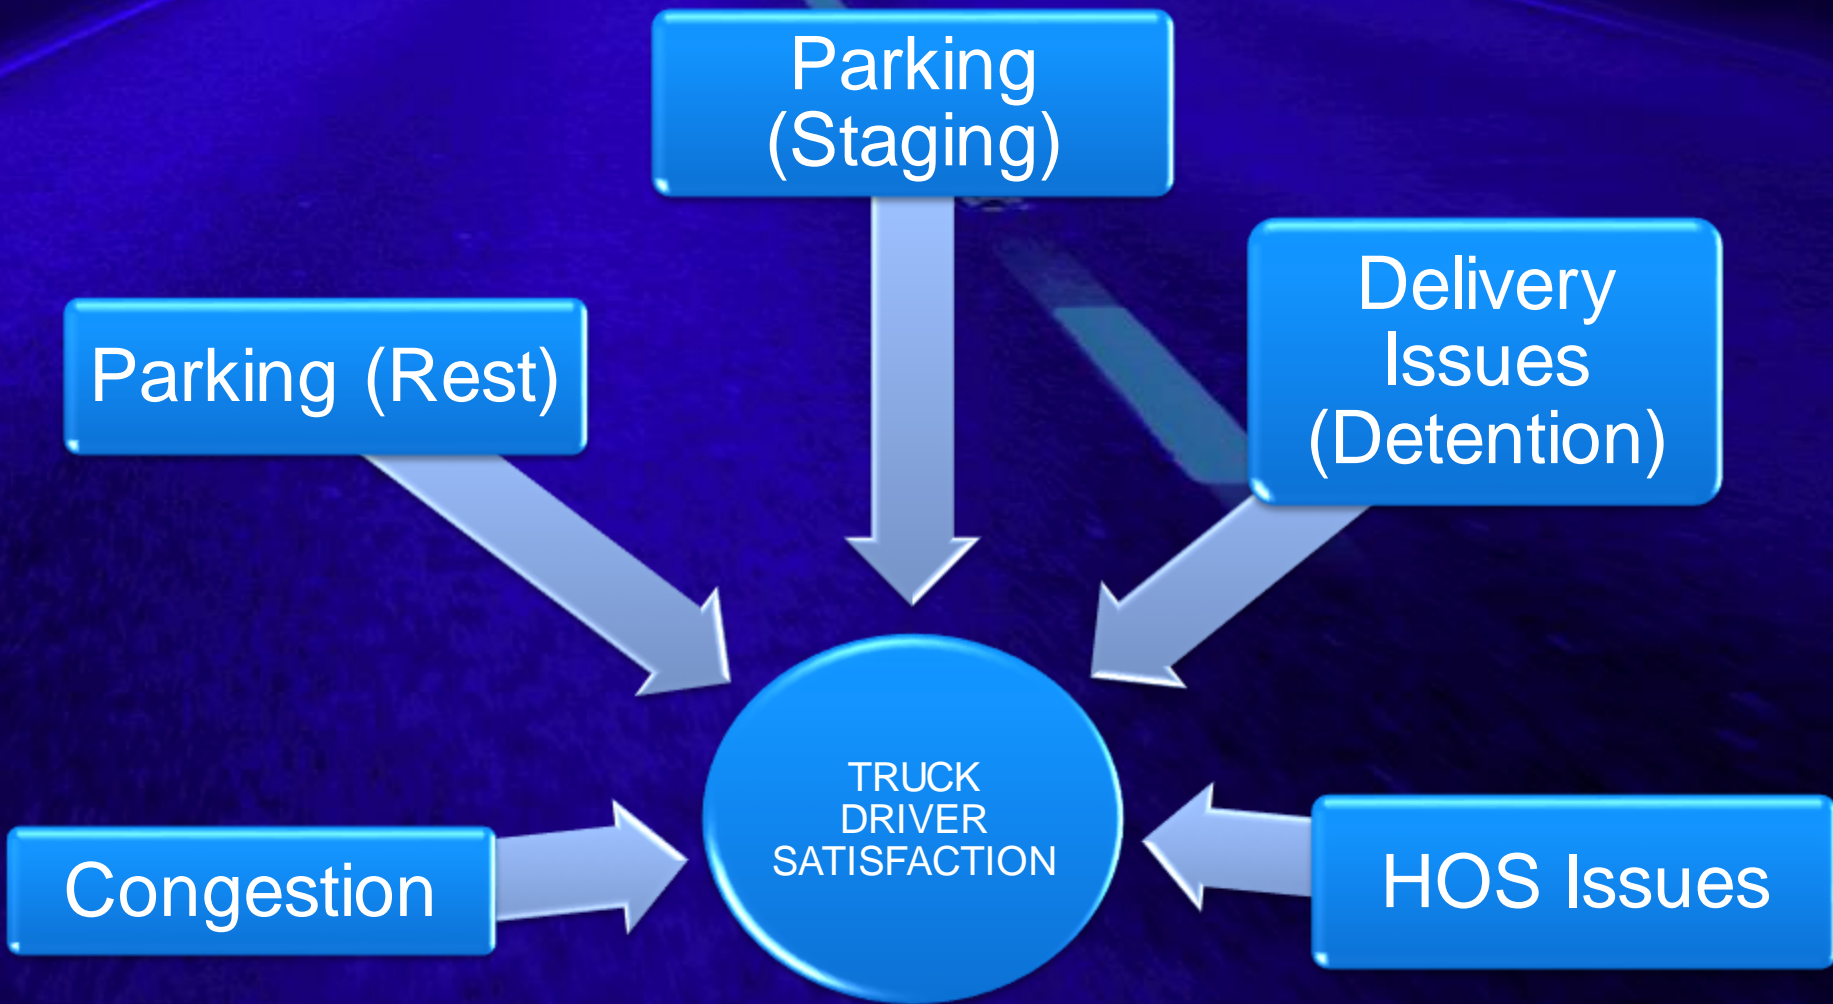 Parking
(Staging)
Parking (Rest)
Delivery
Issues
(Detention)
Congestion
TRUCK
DRIVER
SATISFACTION
HOS Issues